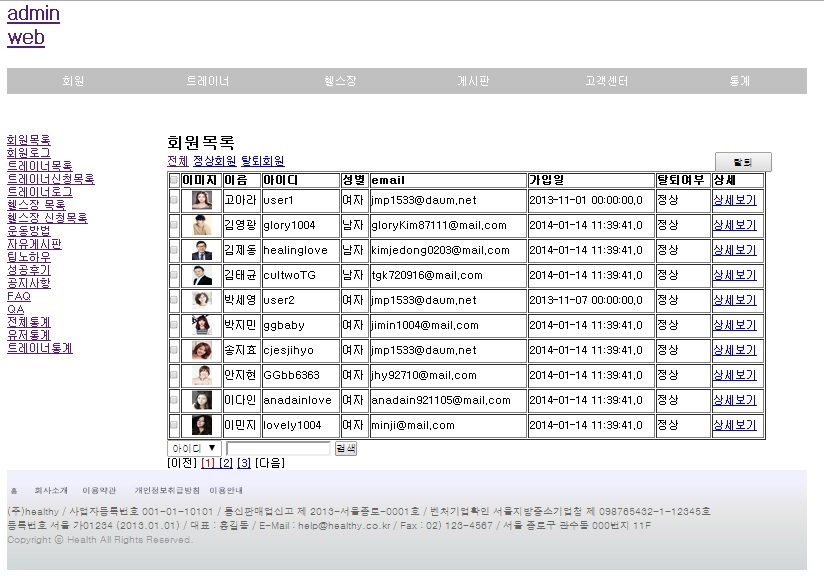 admin
web
회원 트레이너 헬스장 게시판 고객센터 통계
회원목록
회원로그
트레이너목록
트레이너신청목록
트레이너로그
헬스장 목록
헬스장 신청목록
운동방법
자유게시판
팁노하우
성공후기
공지사항
FAQ
QA
전체통계
유저통계
트레이너통계
회원목록
전체 정상회원 탈퇴회원 탈퇴
이미지 이름 아이디 성별 email 가입일 탈퇴여부 상세
고아라 user1 여자 jmp1533@daum.net 2013-11-01 00:00:00.0 정상 상세보기
김영광 glory1004 남자 gloryKim87111@mail.com 2014-01-14 11:39:41.0 정상 상세보기
김제동 healinglove 남자 kimjedong0203@mail.com 2014-01-14 11:39:41.0 정상 상세보기
김태균 cultwoTG 남자 tgk720916@mail.com 2014-01-14 11:39:41.0 정상 상세보기
박세영 user2 여자 jmp1533@daum.net 2013-11-07 00:00:00.0 정상 상세보기
박지민 ggbaby 여자 jimin1004@mail.com 2014-01-14 11:39:41.0 정상 상세보기
송지효 cjesjihyo 여자 jmp1533@daum.net 2014-01-14 11:39:41.0 정상 상세보기
안지현 GGbb6363 여자 jhy92710@mail.com 2014-01-14 11:39:41.0 정상 상세보기
이다인 anadainlove 여자 anadain921105@mail.com 2014-01-14 11:39:41.0 정상 상세보기
이민지 lovely1004 여자 minji@mail.com 2014-01-14 11:39:41.0 정상 상세보기
아이디 ▼ 검색
[이전] [1] [2] [3] [다음]
홈 회사소개 이용약관 개인정보취급방침 이용안내
(주)healthy / 사업자등록번호 001-01-10101 / 통신판매업신고 제 2013-서울종로-0001호 / 벤처기업확인 서울지방중소기업청 제 098765432-1-12345호
등록번호 서울 가01234 (2013.01.01) / 대표 : 홍길동 / E-Mail : help@healthy.co.kr / Fax : 02) 123-4567 / 서울 종로구 관수동 000번지 11F
Copyright ⓒ Health All Rights Reserved.